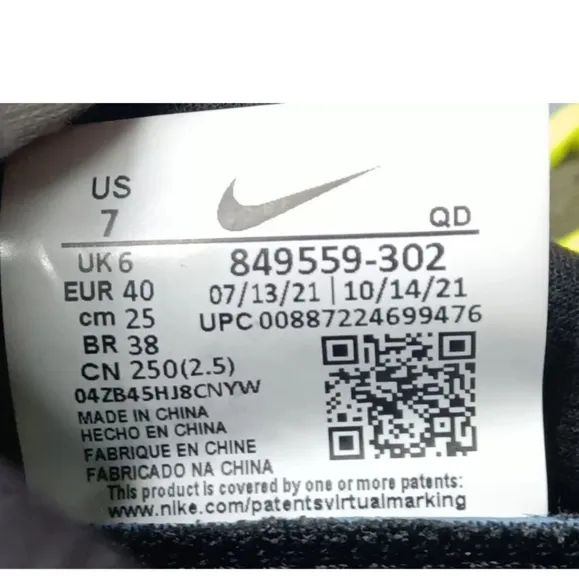 US
7
QD
UK 6
849559-302
EUR 40
07/13/21 | 10/14/21
cm 25
UPC 00887224699476
BR 38
CN 250(2.5)
04ZB45HJ8CNYW
MADE IN CHINA
HECHO EN CHINA
FABRIQUE EN CHINE
FABRICADO NA CHINA
This product is covered by one or more patents:
www.nike.com/patentsvirtualmarking